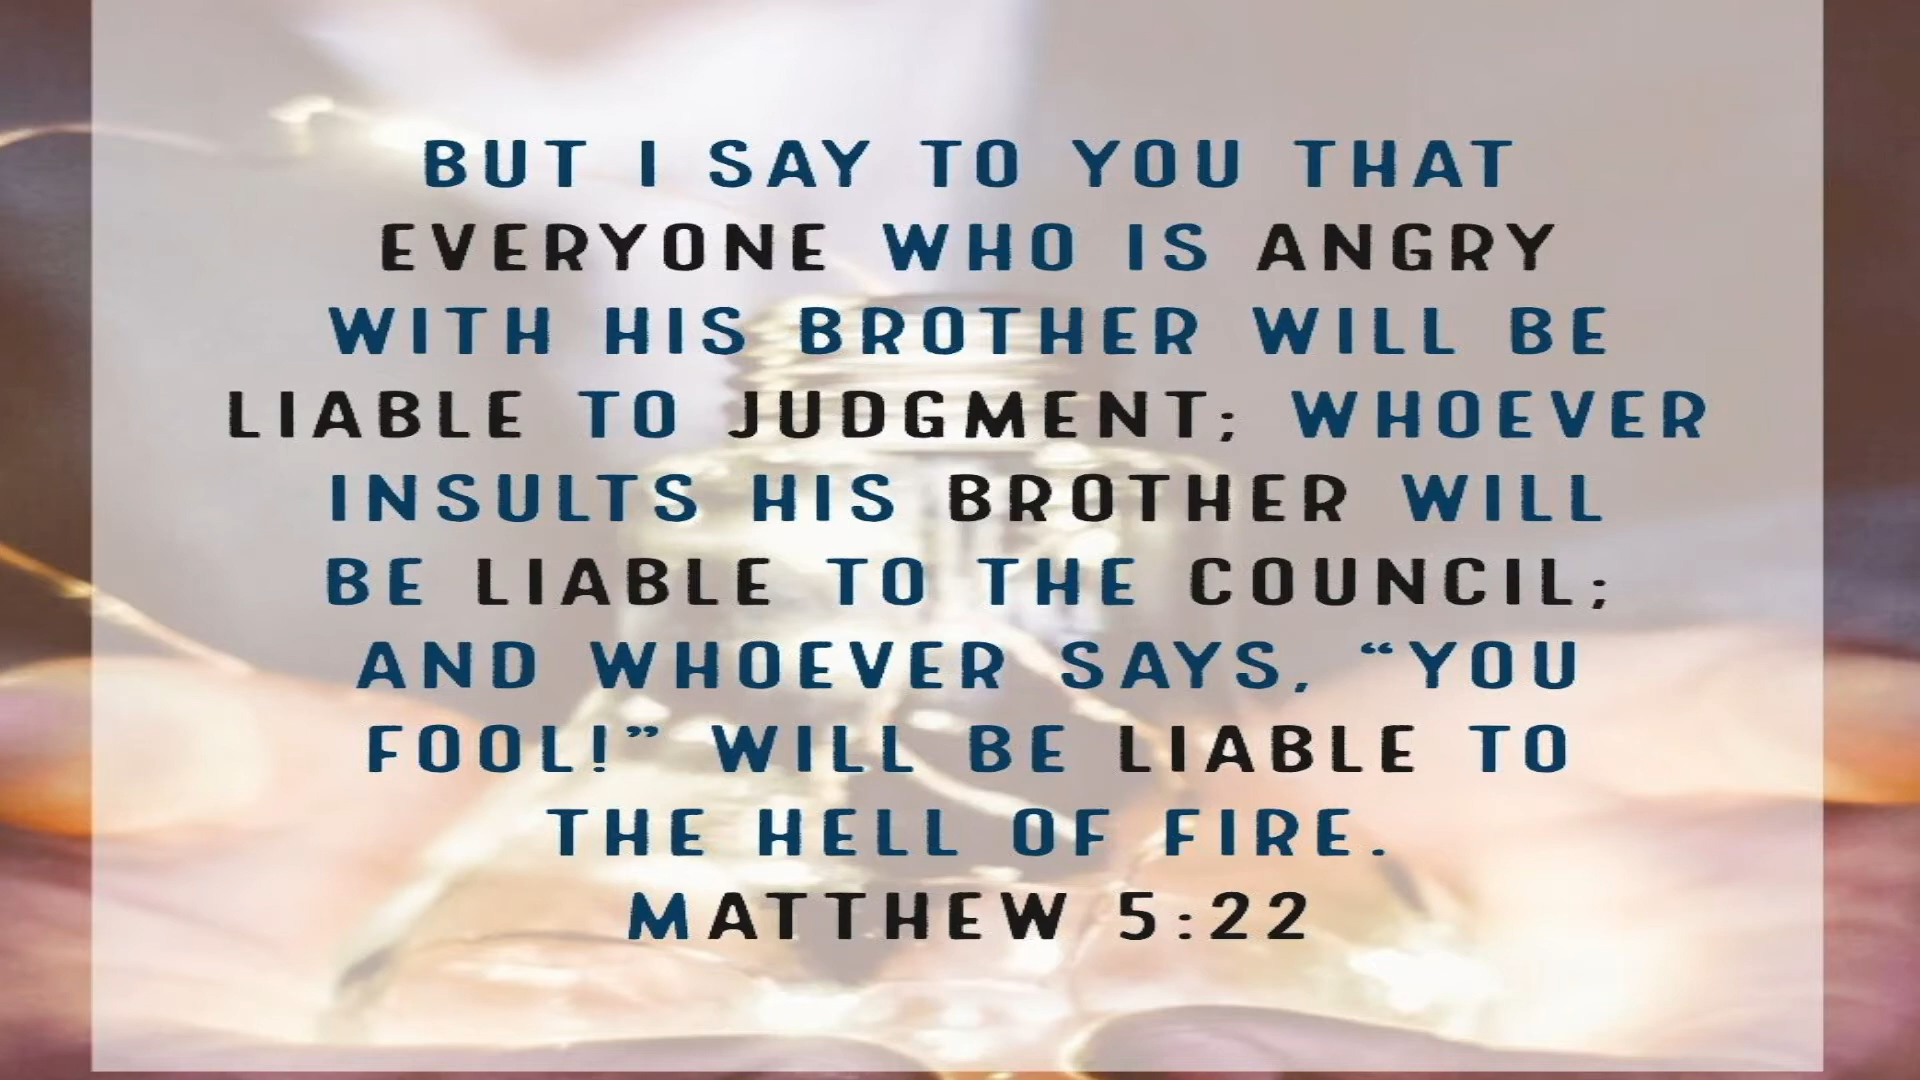 BUT I SAY TO YOU THAT
EVERYONE WHO IS ANGRY
WITH HIS BROTHER WILL BE
LIABLE TO JUDGMENT; WHOEVER
INSULTS HIS BROTHER WILL
BE LIABLE TO THE COUNCIL;
AND WHOEVER SAYS, “YOU
FOOL!” WILL BE LIABLE TO
THE HELL OF FIRE.
MATTHEW 5:22